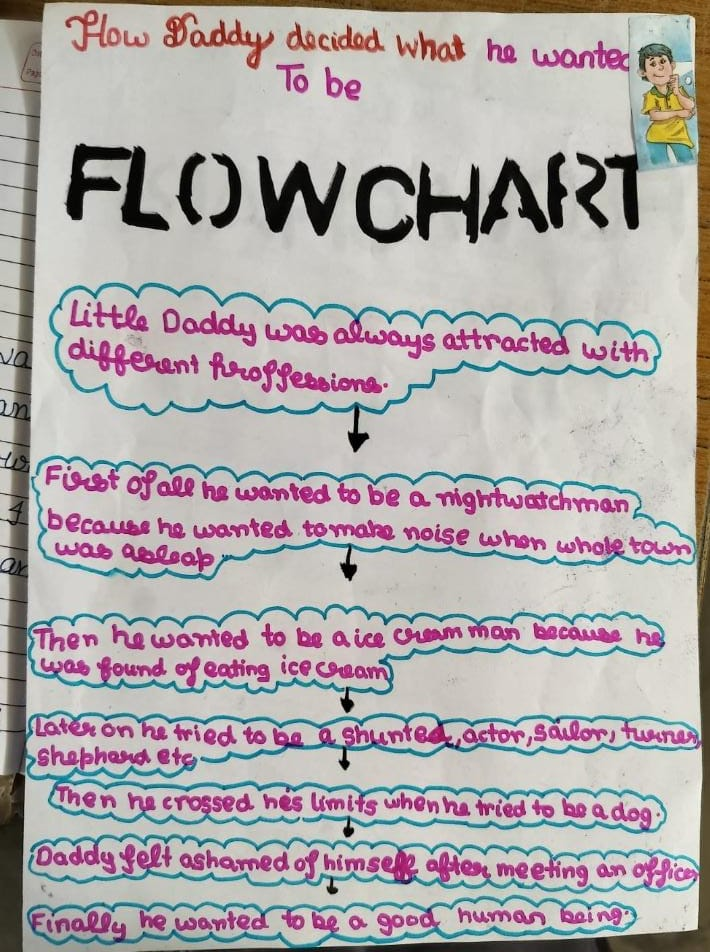 How Daddy decided what he wanted
To be
FLOWCHART
Little Daddy was always attracted with
different proffessions.
First of all he wanted to be a nightwatchman
because he wanted tomake noise when whole town
was asleap
Then he wanted to be a ice cream man because he
was found of eating ice cream
Later on he tried to be a shunted, actor, sailor, turner
Shephard etc
Then he crossed hes limits when he tried to be a dog.
Daddy felt ashamed of himself after meeting an officer
Finally he wanted to be a good human being.